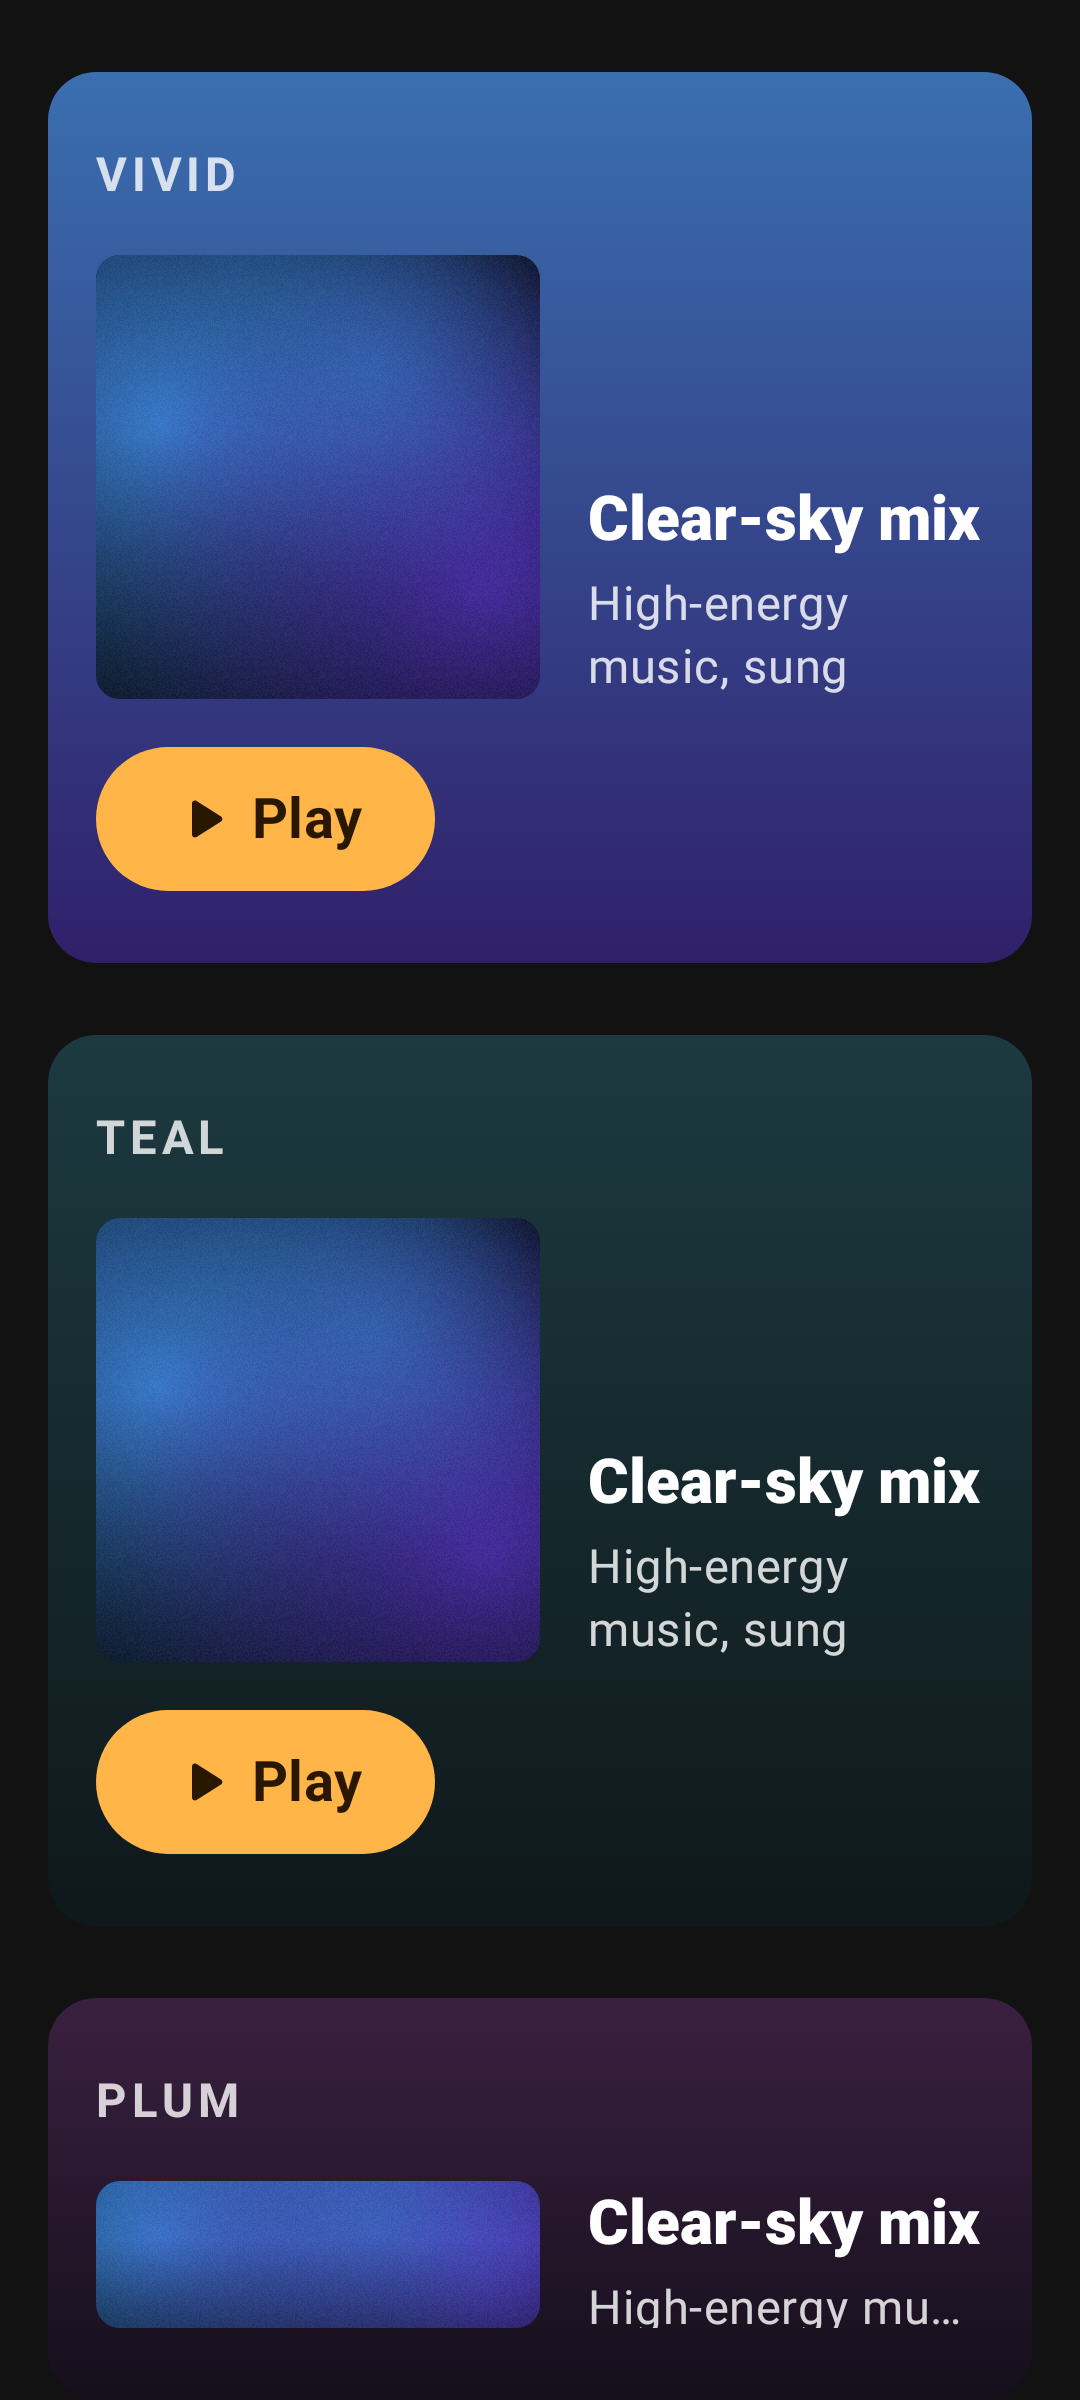 VIVID
Clear-sky mix
High-energy
music, sung
Play
TEAL
Clear-sky mix
High-energy
music, sung
Play
PLUM
Clear-sky mix
High-energy mu…